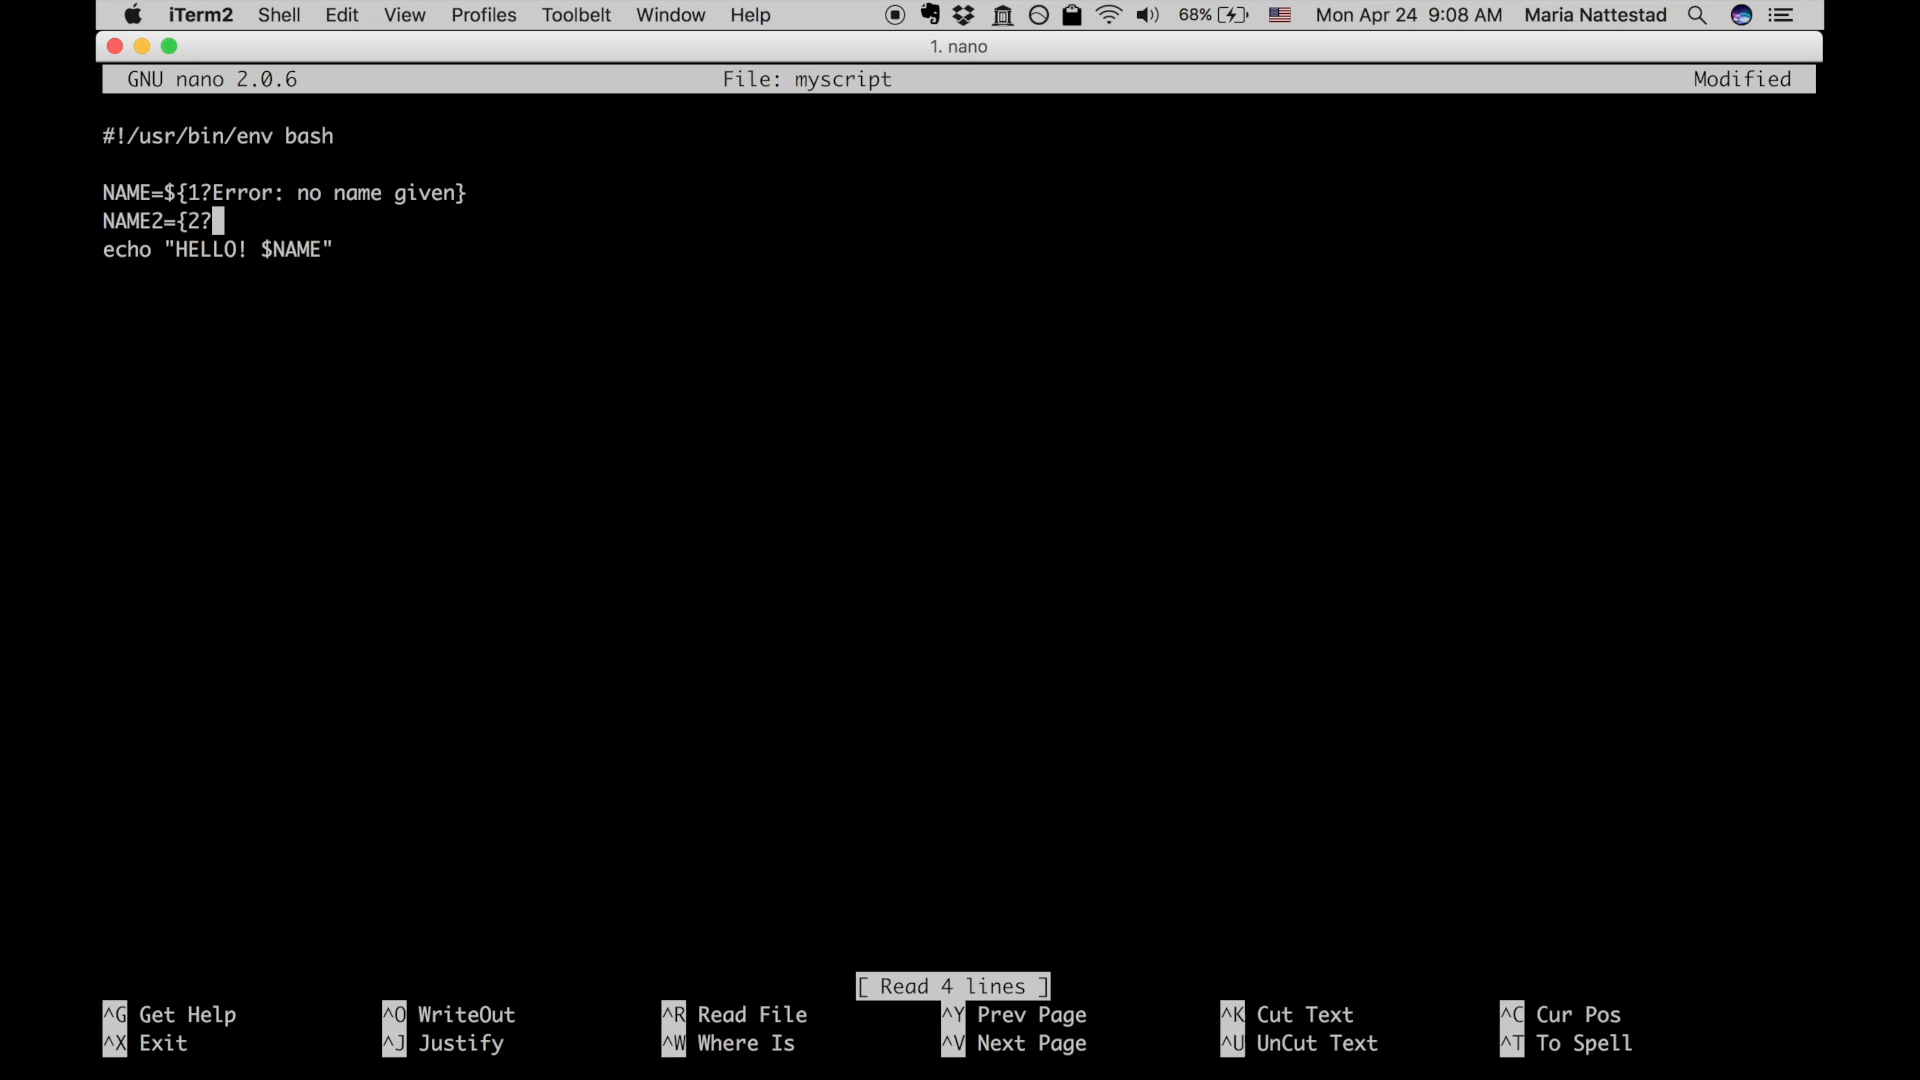 iTerm2 Shell Edit View Profiles Toolbelt Window Help 68% Mon Apr 24 9:08 AM Maria Nattestad
1. nano
GNU nano 2.0.6 File: myscript Modified
#!/usr/bin/env bash
NAME=${1?Error: no name given}
NAME2={2?
echo "HELLO! $NAME"
[ Read 4 lines ]
^G Get Help ^O WriteOut ^R Read File ^Y Prev Page ^K Cut Text ^C Cur Pos
^X Exit ^J Justify ^W Where Is ^V Next Page ^U UnCut Text ^T To Spell